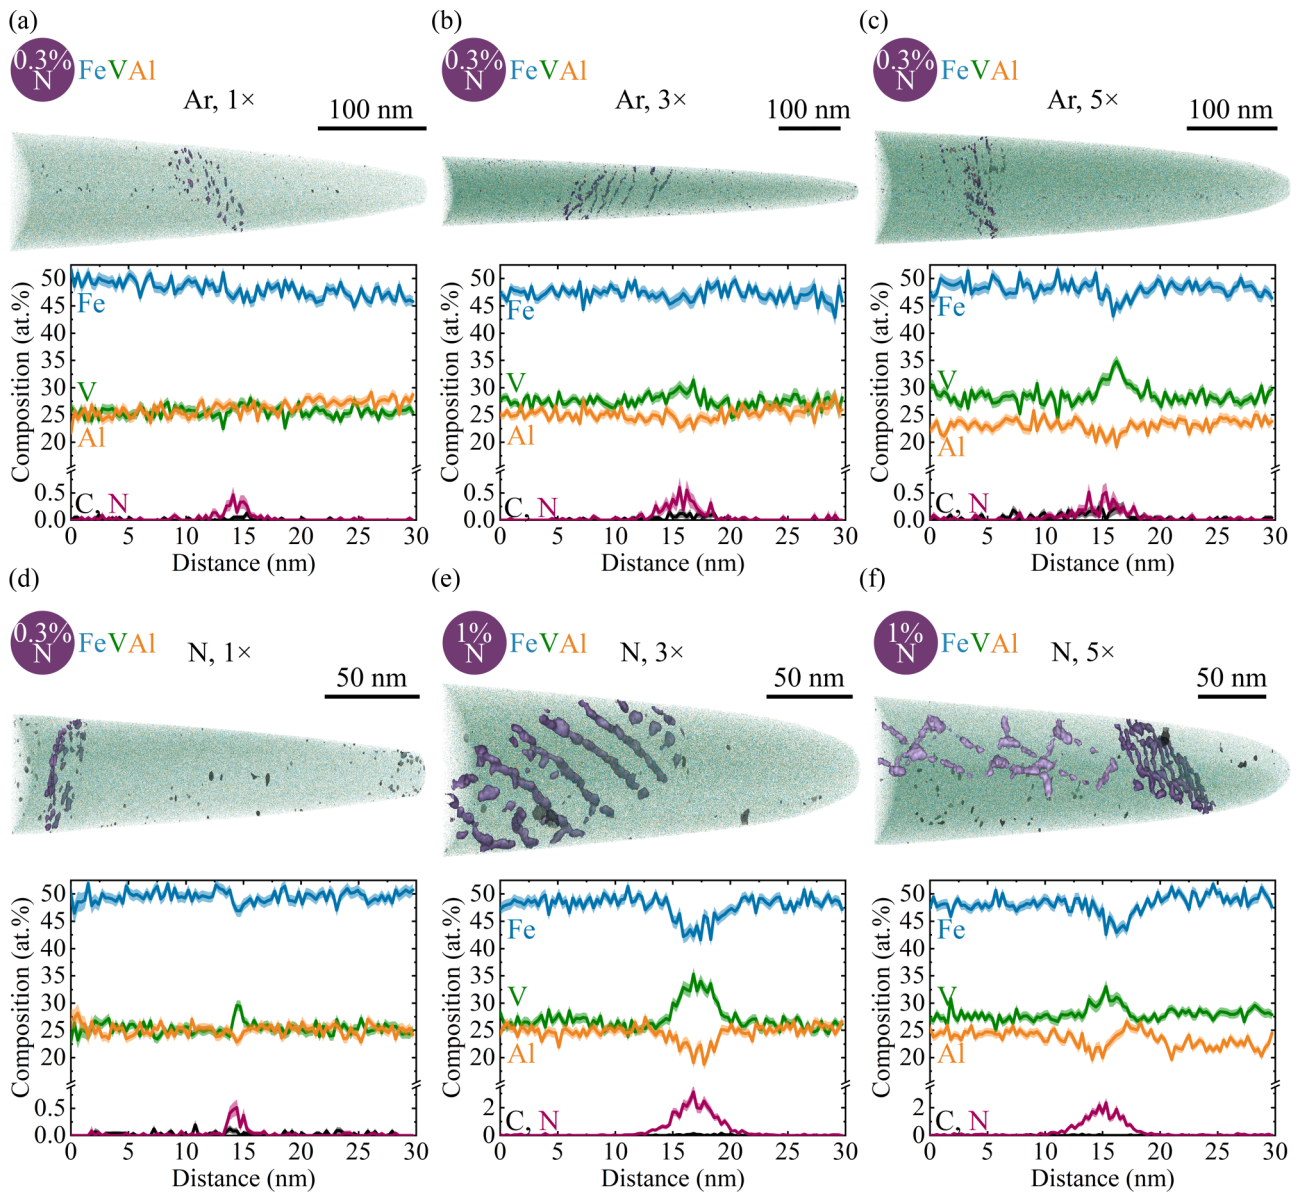 (a)
0.3%
N
FeVAl
Ar, 1×
100 nm
Composition (at.%)
50
45
40
35
30
25
20
0.5
0.0
Fe
V
Al
C, N
0 5 10 15 20 25 30
Distance (nm)
(b)
0.3%
N
FeVAl
Ar, 3×
100 nm
Composition (at.%)
50
45
40
35
30
25
20
0.5
0.0
Fe
V
Al
C, N
0 5 10 15 20 25 30
Distance (nm)
(c)
0.3%
N
FeVAl
Ar, 5×
100 nm
Composition (at.%)
50
45
40
35
30
25
20
0.5
0.0
Fe
V
Al
C, N
0 5 10 15 20 25 30
Distance (nm)
(d)
0.3%
N
FeVAl
N, 1×
50 nm
Composition (at.%)
50
45
40
35
30
25
20
0.5
0.0
0 5 10 15 20 25 30
Distance (nm)
(e)
1%
N
FeVAl
N, 3×
50 nm
Composition (at.%)
50
45
40
35
30
25
20
2
0
Fe
V
Al
C, N
0 5 10 15 20 25 30
Distance (nm)
(f)
1%
N
FeVAl
N, 5×
50 nm
Composition (at.%)
50
45
40
35
30
25
20
2
0
Fe
V
Al
C, N
0 5 10 15 20 25 30
Distance (nm)